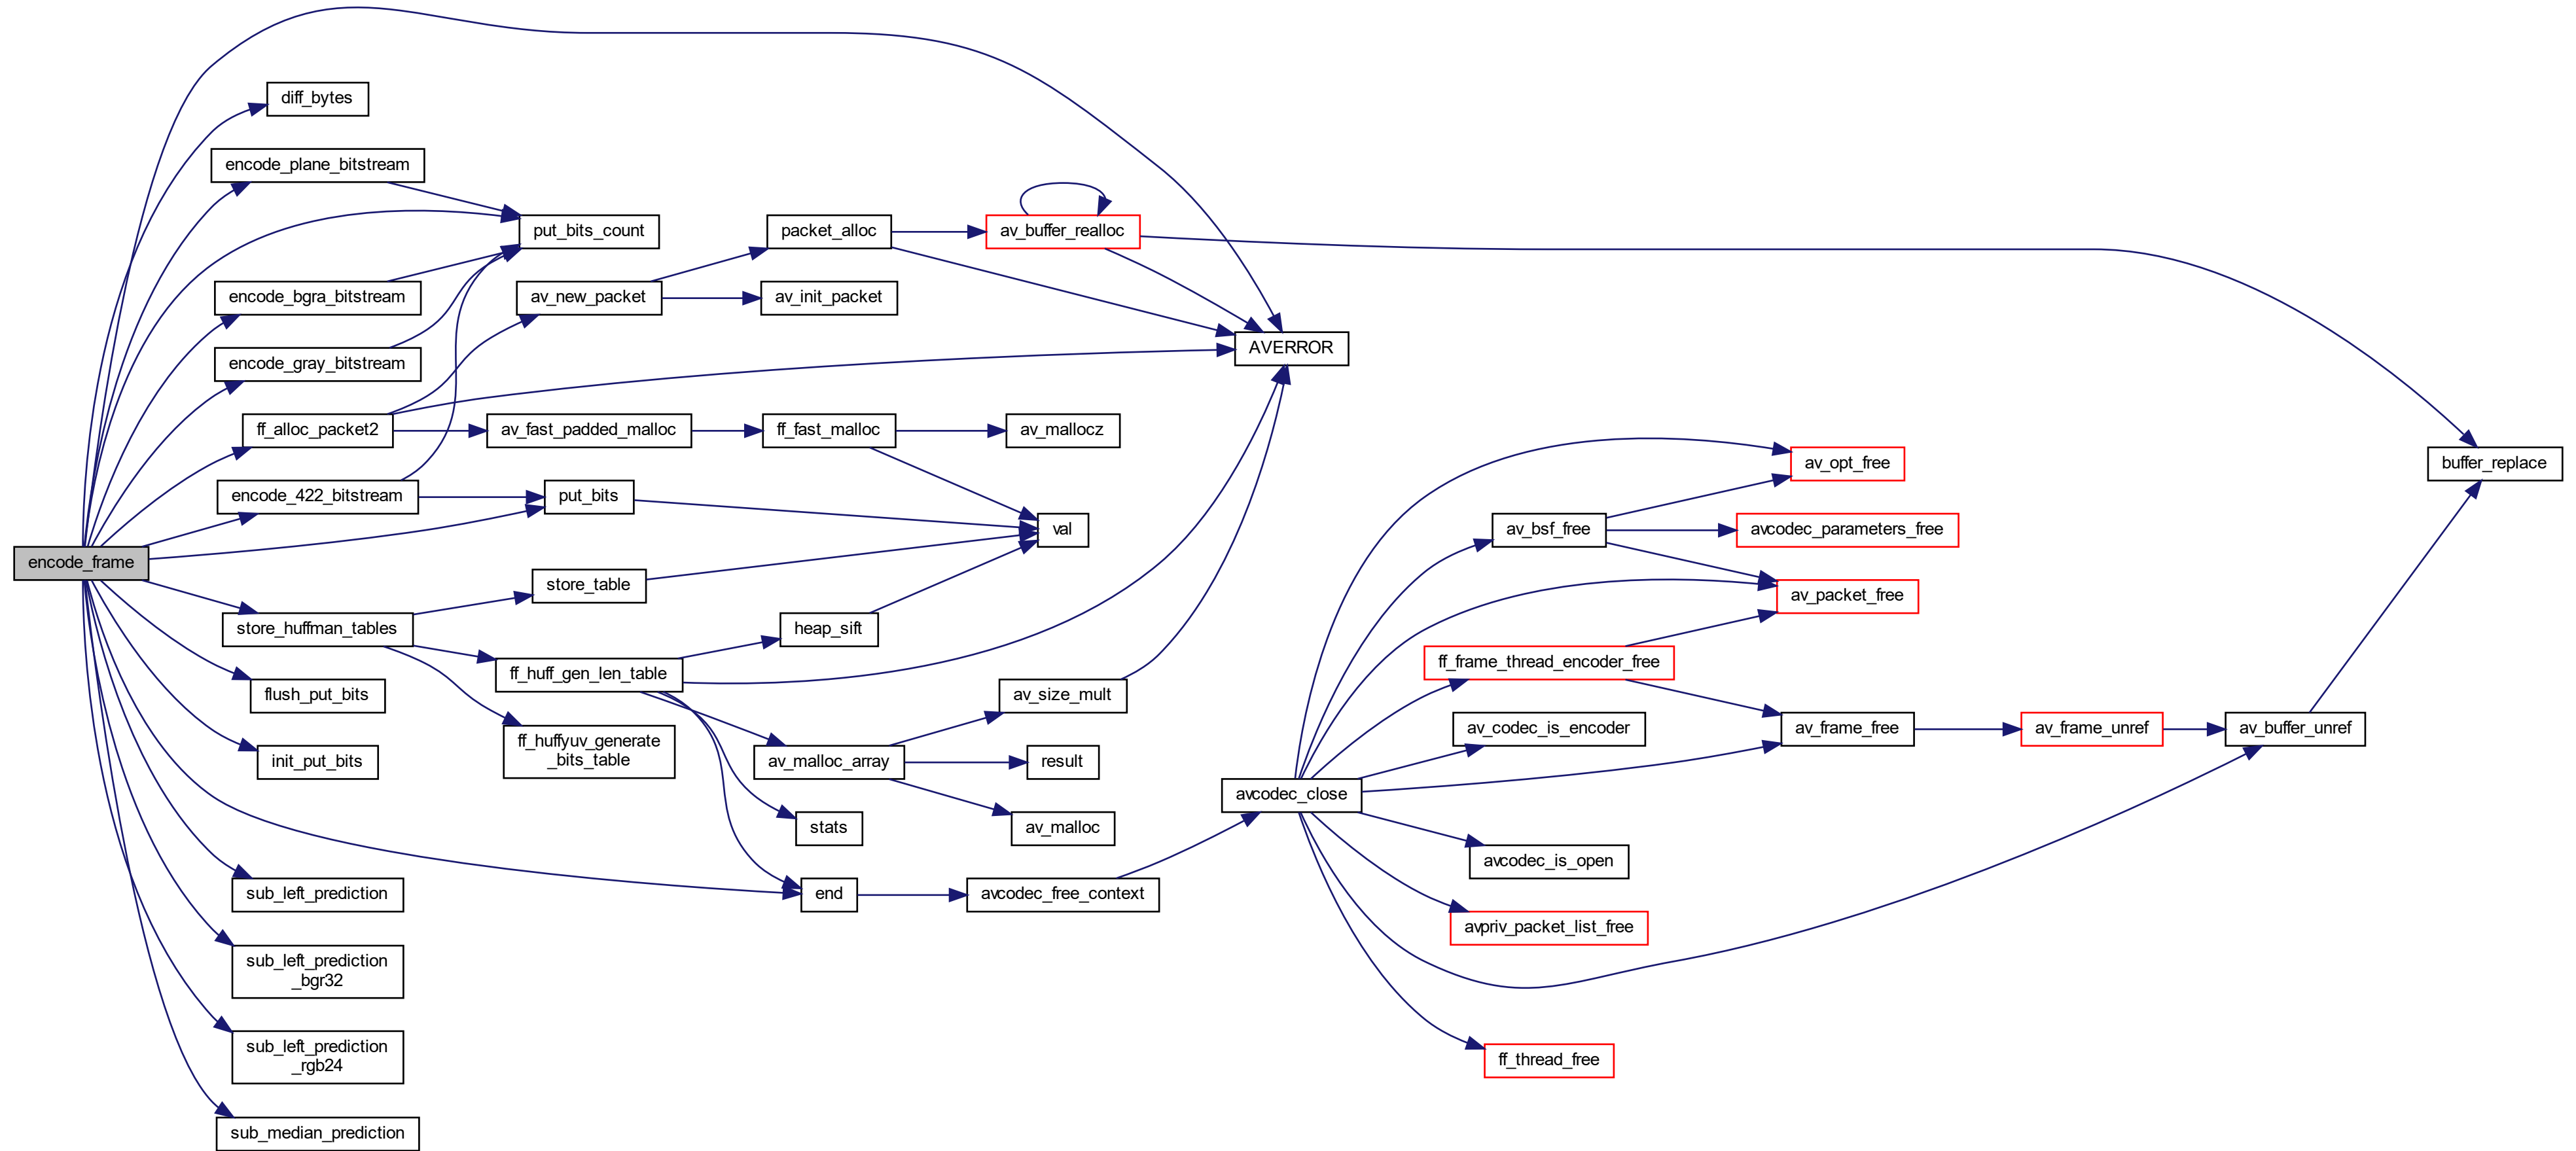 diff_bytes
encode_plane_bitstream
put_bits_count
packet_alloc
av_buffer_realloc
encode_bgra_bitstream
av_new_packet
av_init_packet
AVERROR
encode_gray_bitstream
ff_alloc_packet2
av_fast_padded_malloc
ff_fast_malloc
av_mallocz
av_opt_free
buffer_replace
encode_422_bitstream
put_bits
val
av_bsf_free
avcodec_parameters_free
encode_frame
store_table
av_packet_free
store_huffman_tables
heap_sift
ff_frame_thread_encoder_free
ff_huff_gen_len_table
flush_put_bits
av_size_mult
av_codec_is_encoder
av_frame_free
av_frame_unref
av_buffer_unref
ff_huffyuv_generate
_bits_table
init_put_bits
av_malloc_array
result
avcodec_close
stats
av_malloc
avcodec_is_open
sub_left_prediction
end
avcodec_free_context
avpriv_packet_list_free
sub_left_prediction
_bgr32
sub_left_prediction
_rgb24
ff_thread_free
sub_median_prediction